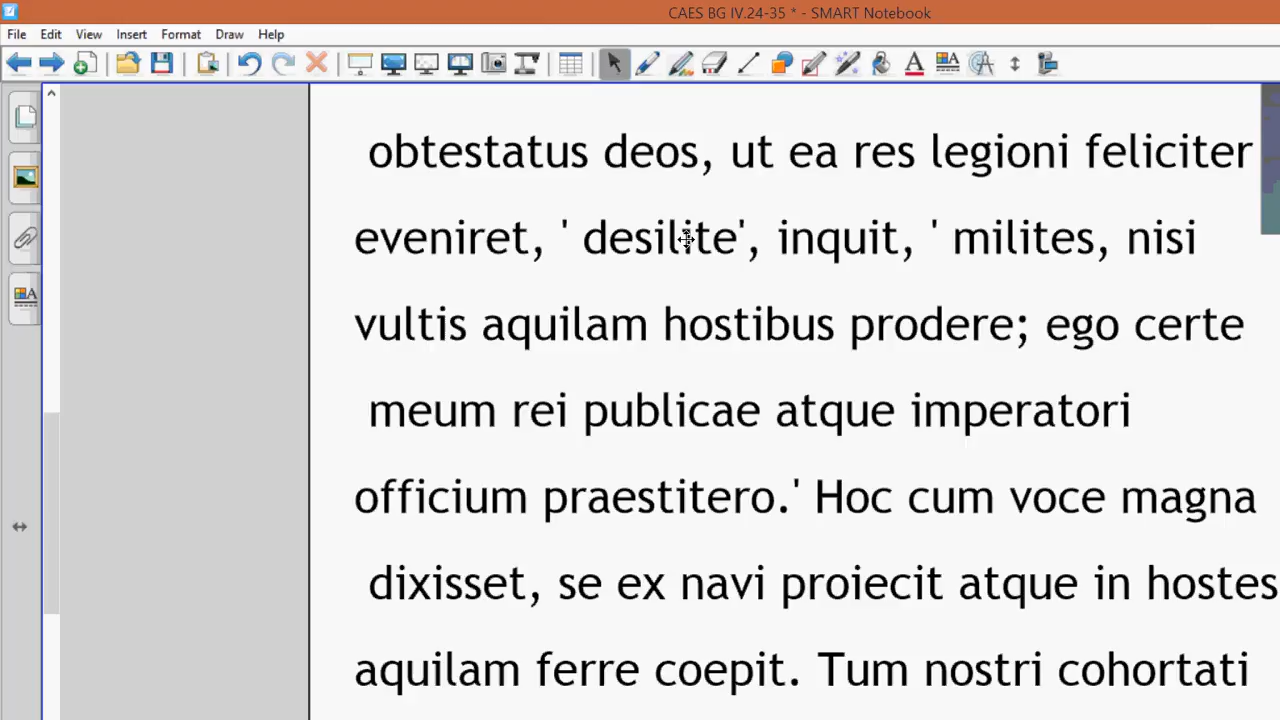 CAES BG IV.24-35 * - SMART Notebook
File Edit View Insert Format Draw Help
obtestatus deos, ut ea res legioni feliciter
eveniret, ' desilite', inquit, ' milites, nisi
vultis aquilam hostibus prodere; ego certe
meum rei publicae atque imperatori
officium praestitero.' Hoc cum voce magna
dixisset, se ex navi proiecit atque in hostes
aquilam ferre coepit. Tum nostri cohortati